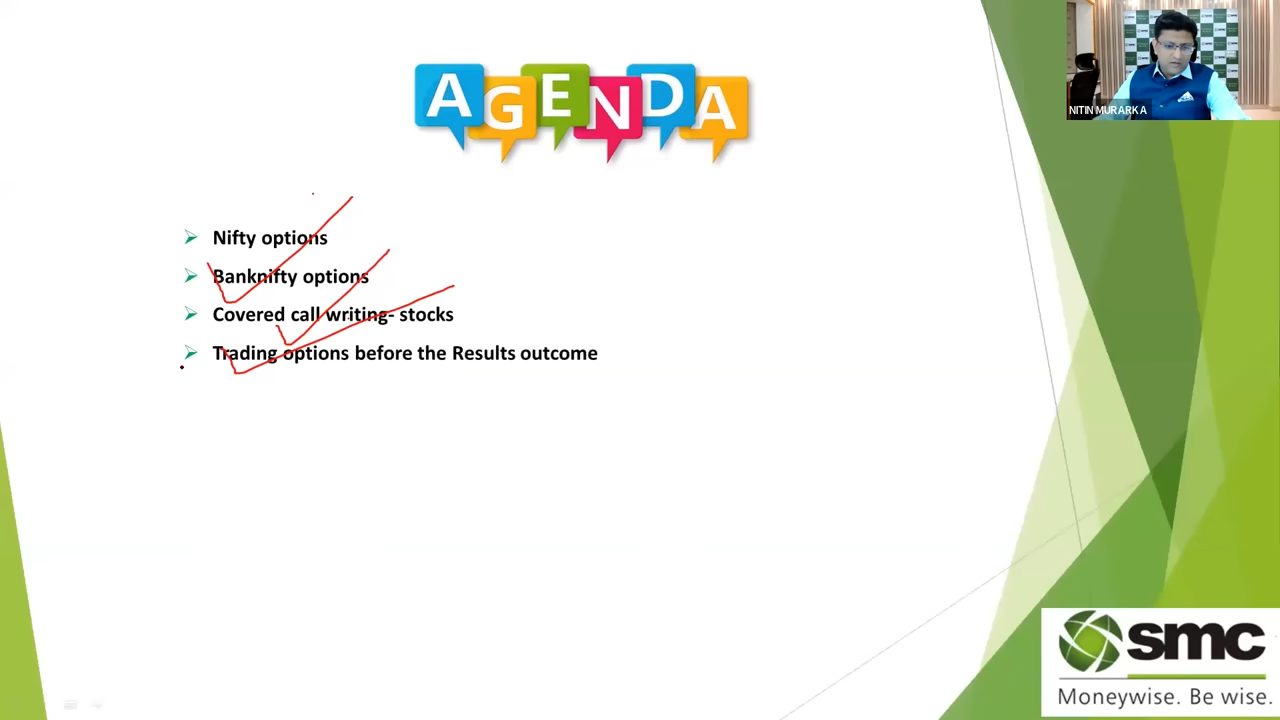 NITIN MURARKA
AGENDA
Nifty options
Banknifty options
Covered call writing- stocks
Trading options before the Results outcome
smc
Moneywise. Be wise.